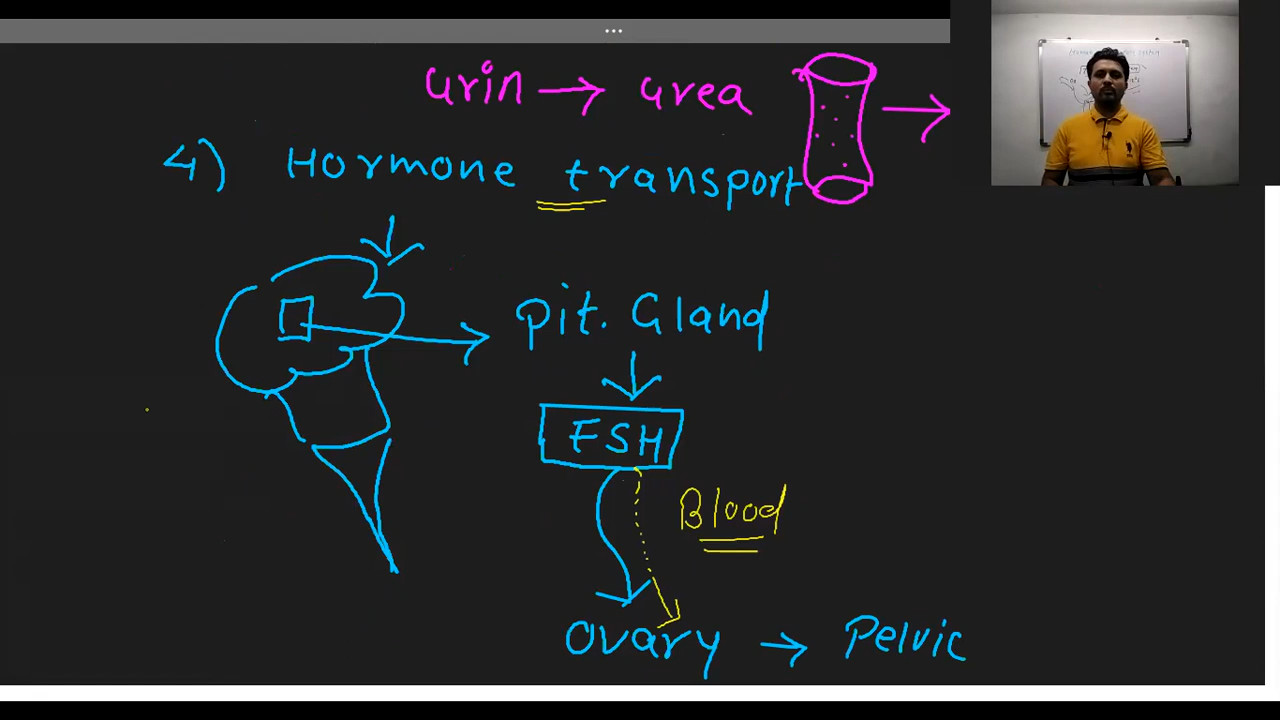 urin → urea →
4) Hormone transport
→ Pit. Gland
FSH
Blood
Ovary → Pelvic